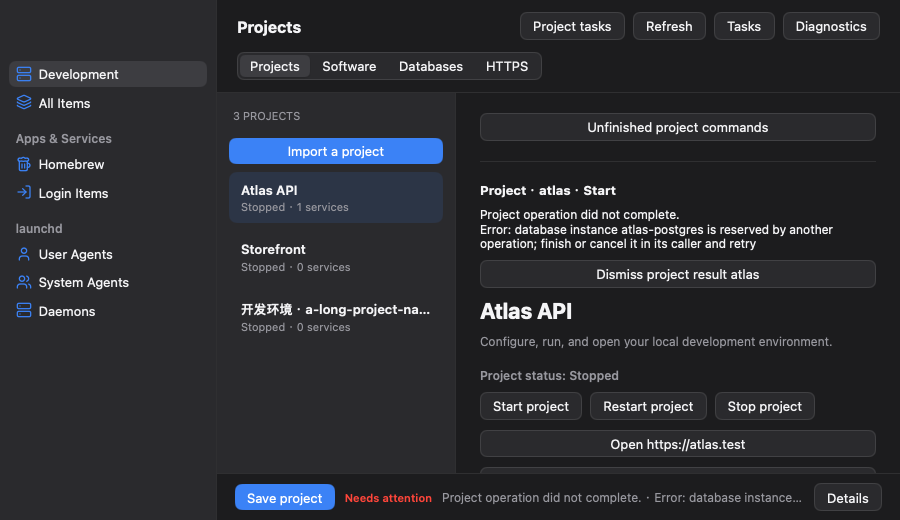 Projects
Project tasks
Refresh
Tasks
Diagnostics
Projects
Software
Databases
HTTPS
Development
All Items
Apps & Services
Homebrew
Login Items
launchd
User Agents
System Agents
Daemons
3 PROJECTS
Import a project
Atlas API
Stopped · 1 services
Storefront
Stopped · 0 services
开发环境 · a-long-project-na...
Stopped · 0 services
Unfinished project commands
Project · atlas · Start
Project operation did not complete.
Error: database instance atlas-postgres is reserved by another
operation; finish or cancel it in its caller and retry
Dismiss project result atlas
Atlas API
Configure, run, and open your local development environment.
Project status: Stopped
Start project
Restart project
Stop project
Open https://atlas.test
Save project
Needs attention
Project operation did not complete. · Error: database instance...
Details